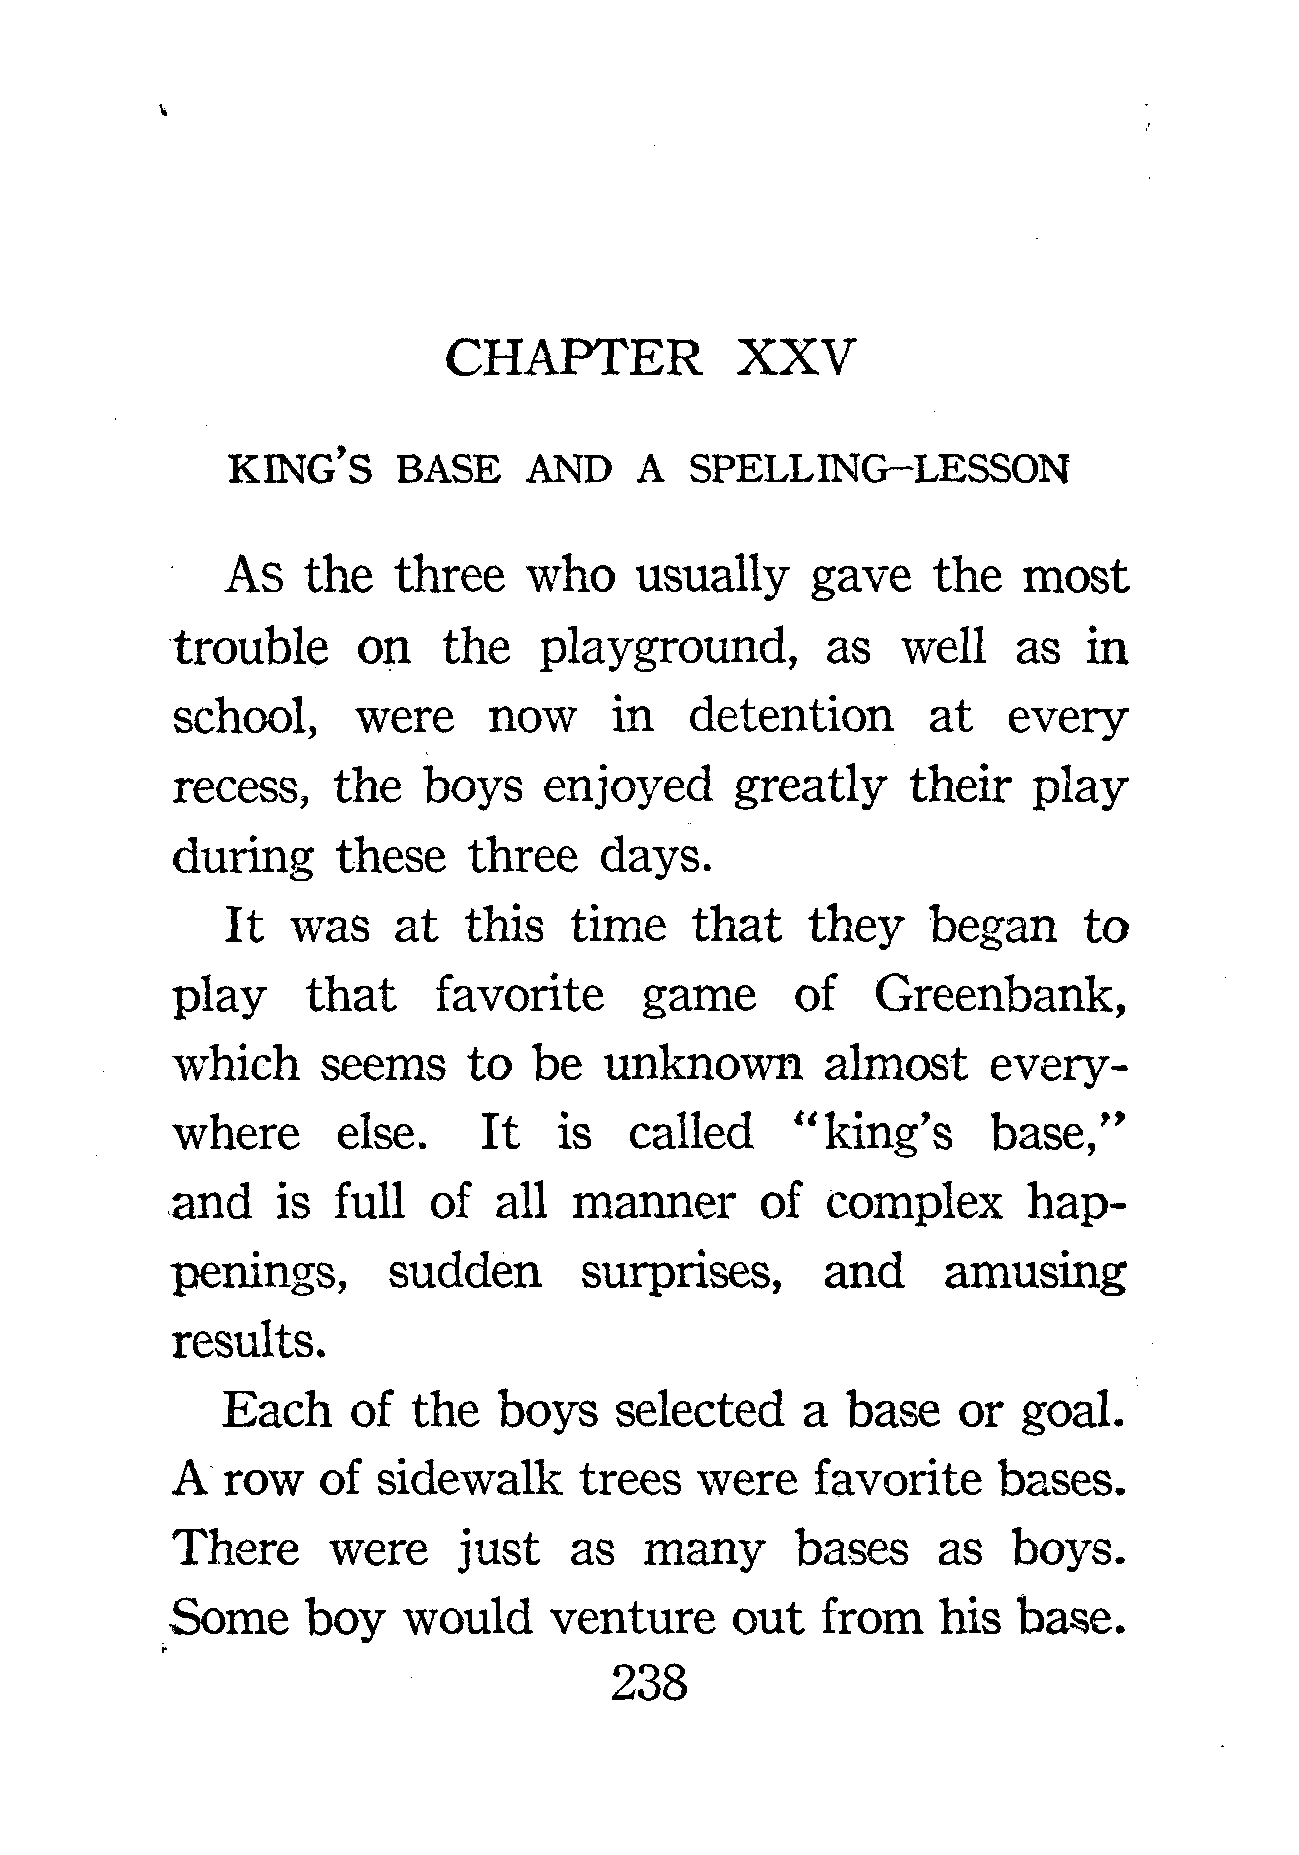 CHAPTER XXV
KING'S BASE AND A SPELLING-LESSON
As the three who usually gave the most
trouble on the playground, as well as in
school, were now in detention at every
recess, the boys enjoyed greatly their play
during these three days.
It was at this time that they began to
play that favorite game of Greenbank,
which seems to be unknown almost every-
where else. It is called "king's base,"
and is full of all manner of complex hap-
penings, sudden surprises, and amusing
results.
Each of the boys selected a base or goal.
A row of sidewalk trees were favorite bases.
There were just as many bases as boys.
Some boy would venture out from his base.
238